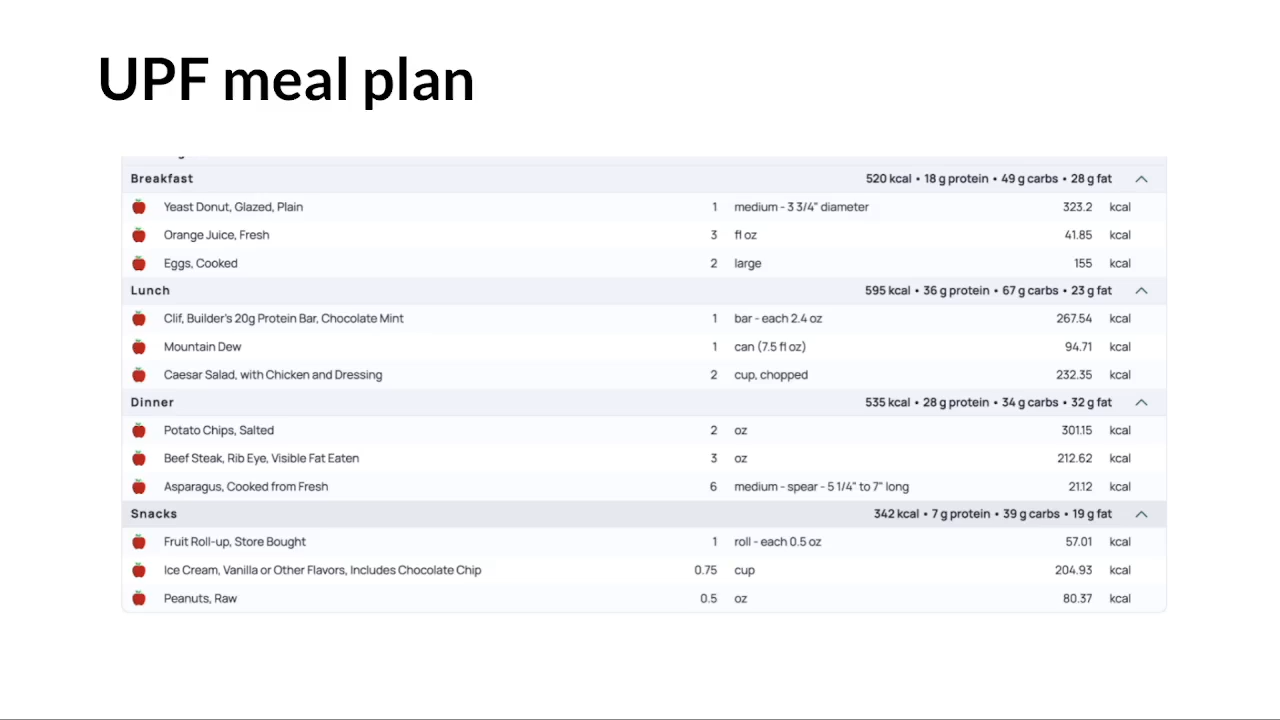 UPF meal plan
Breakfast 520 kcal • 18 g protein • 49 g carbs • 28 g fat
Yeast Donut, Glazed, Plain 1 medium - 3 3/4" diameter 323.2 kcal
Orange Juice, Fresh 3 fl oz 41.85 kcal
Eggs, Cooked 2 large 155 kcal
Lunch 595 kcal • 36 g protein • 67 g carbs • 23 g fat
Clif, Builder's 20g Protein Bar, Chocolate Mint 1 bar - each 2.4 oz 267.54 kcal
Mountain Dew 1 can (7.5 fl oz) 94.71 kcal
Caesar Salad, with Chicken and Dressing 2 cup, chopped 232.35 kcal
Dinner 535 kcal • 28 g protein • 34 g carbs • 32 g fat
Potato Chips, Salted 2 oz 301.15 kcal
Beef Steak, Rib Eye, Visible Fat Eaten 3 oz 212.62 kcal
Asparagus, Cooked from Fresh 6 medium - spear - 5 1/4" to 7" long 21.12 kcal
Snacks 342 kcal • 7 g protein • 39 g carbs • 19 g fat
Fruit Roll-up, Store Bought 1 roll - each 0.5 oz 57.01 kcal
Ice Cream, Vanilla or Other Flavors, Includes Chocolate Chip 0.75 cup 204.93 kcal
Peanuts, Raw 0.5 oz 80.37 kcal